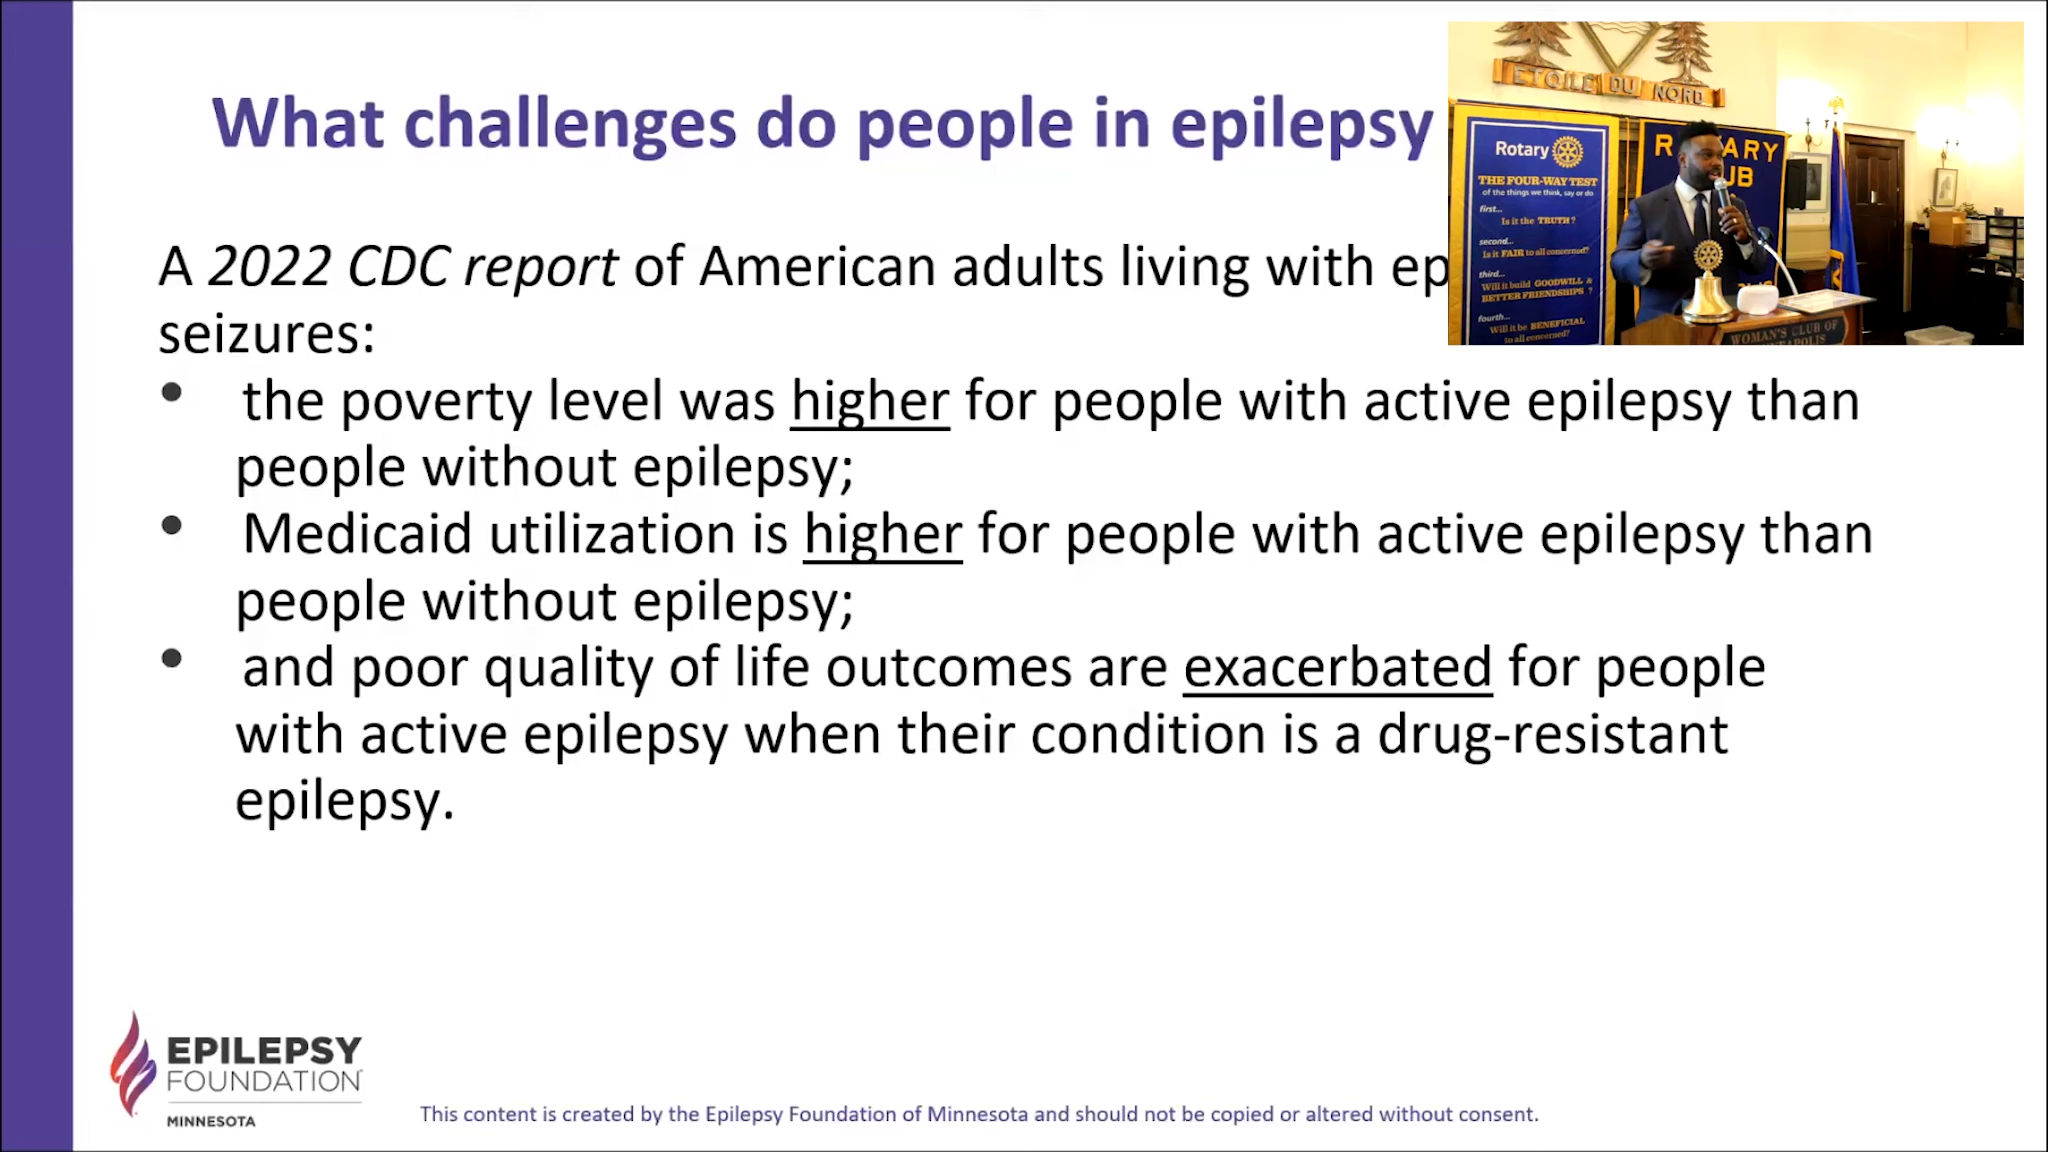 What challenges do people in epilepsy
A 2022 CDC report of American adults living with ep
seizures:
• the poverty level was higher for people with active epilepsy than
people without epilepsy;
• Medicaid utilization is higher for people with active epilepsy than
people without epilepsy;
• and poor quality of life outcomes are exacerbated for people
with active epilepsy when their condition is a drug-resistant
epilepsy.
EPILEPSY
FOUNDATION
MINNESOTA
This content is created by the Epilepsy Foundation of Minnesota and should not be copied or altered without consent.
ETOILE DU NORD
Rotary
THE FOUR-WAY TEST
of the things we think, say or do
first...
Is it the TRUTH?
second...
Is it FAIR to all concerned?
third...
Will it build GOODWILL &
BETTER FRIENDSHIPS ?
fourth...
Will it be BENEFICIAL
to all concerned?
R ARY
UB
WOMAN'S CLUB OF